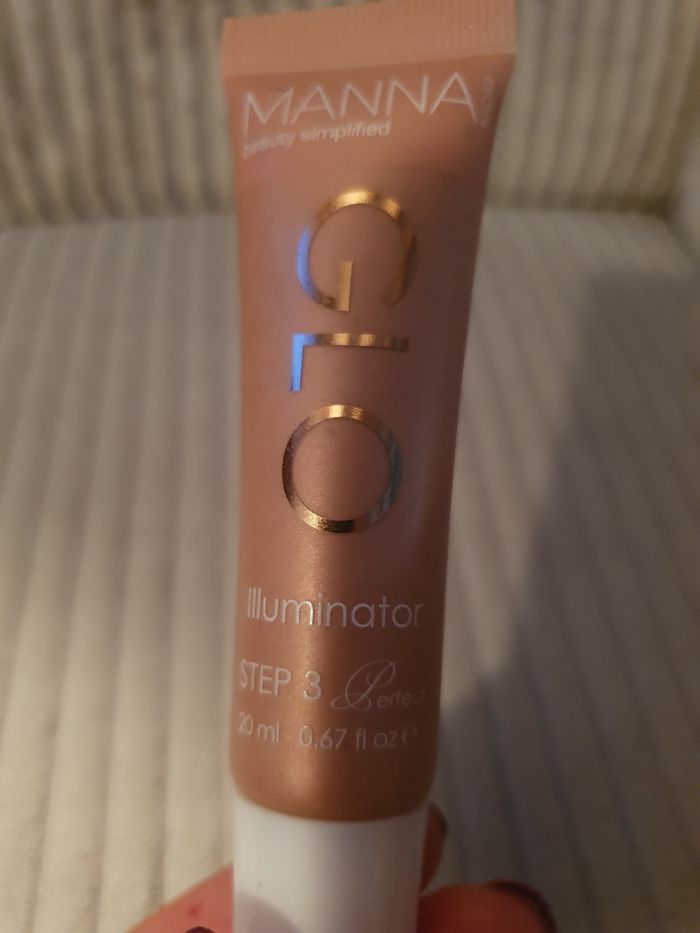 MANNA
beauty simplified
GLO
Illuminator
STEP 3 Perfect
20 ml - 0.67 fl oz ℮